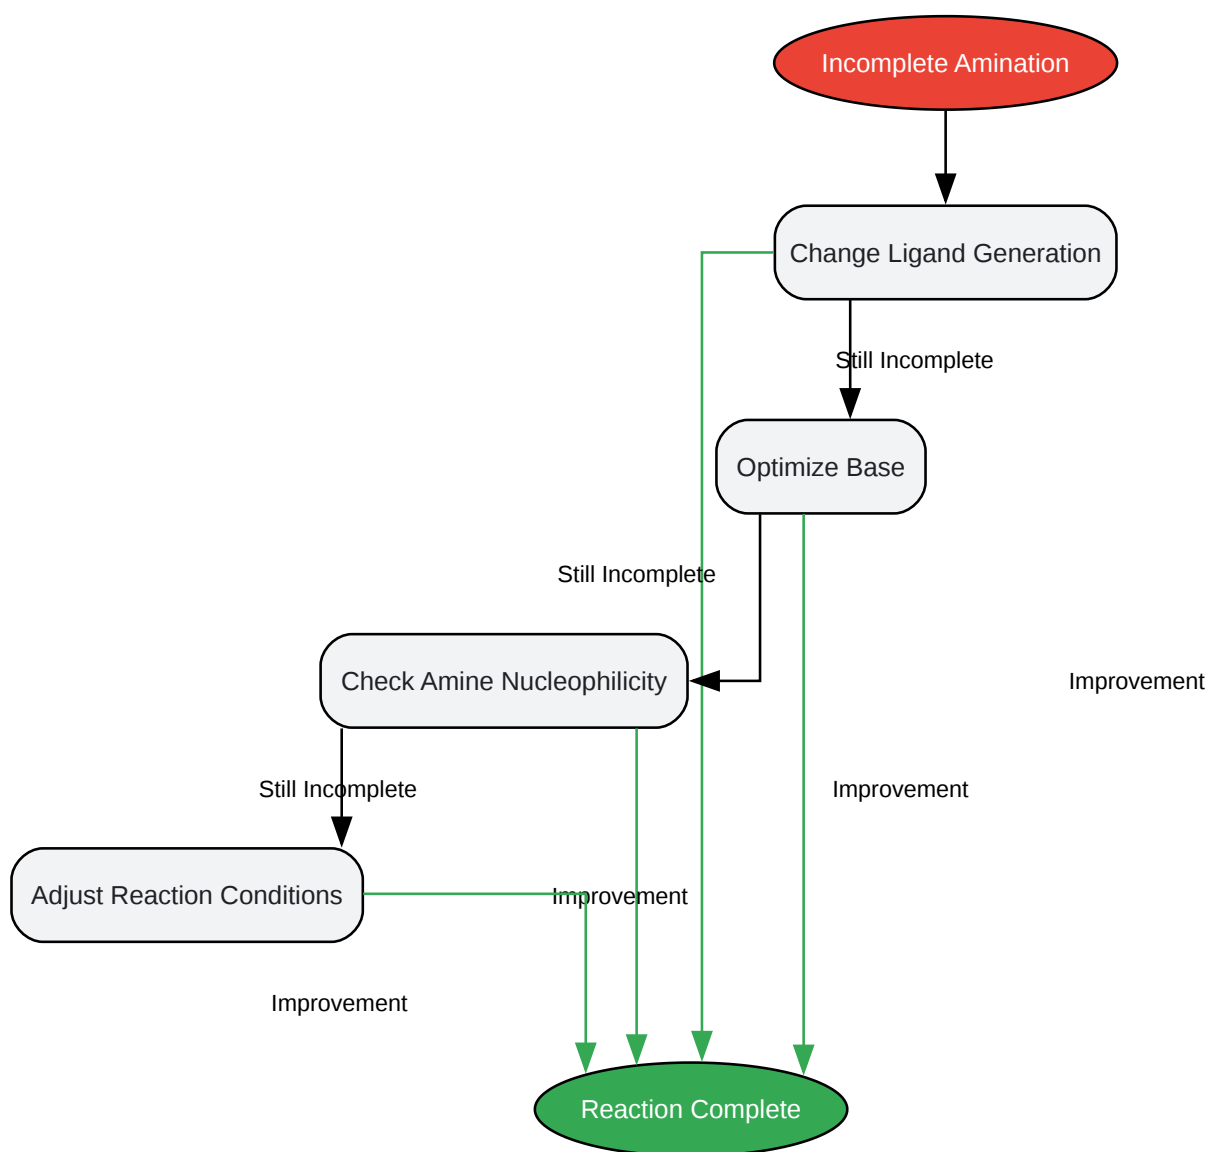 Incomplete Amination
Change Ligand Generation
Still Incomplete
Optimize Base
Still Incomplete
Check Amine Nucleophilicity
Improvement
Still Incomplete
Improvement
Adjust Reaction Conditions
Improvement
Improvement
Reaction Complete